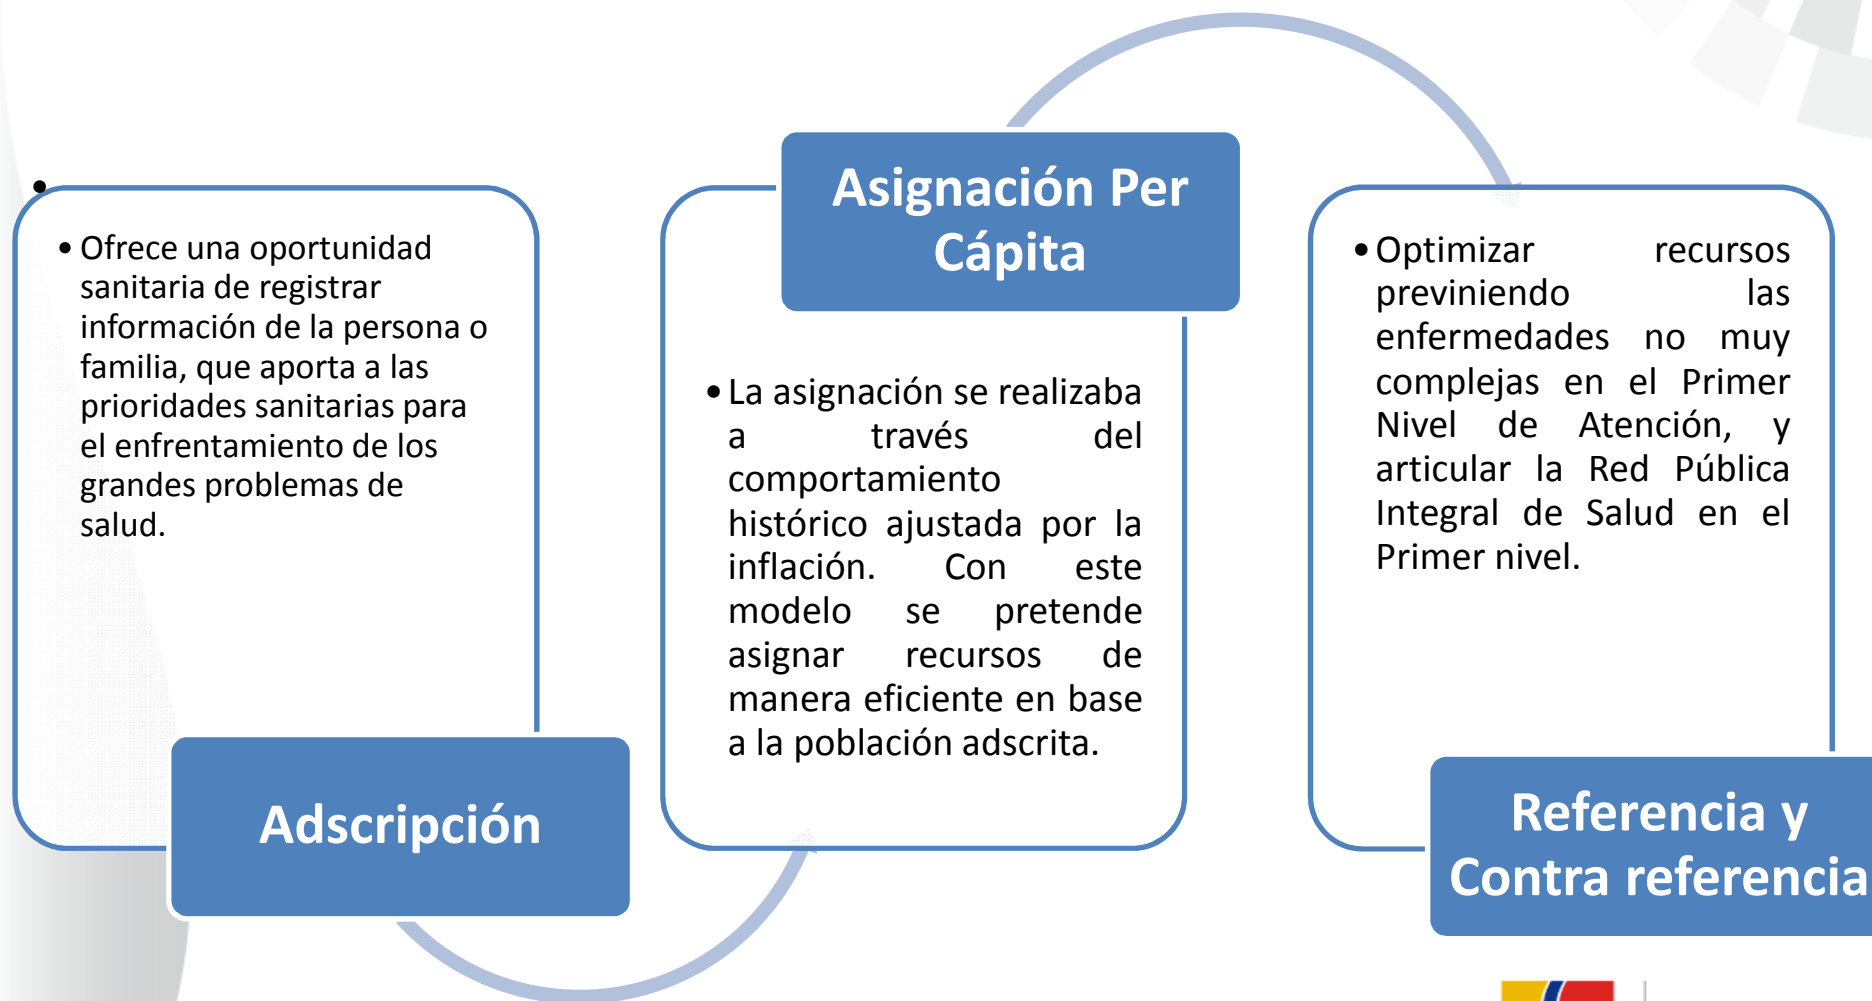 •
• Ofrece una oportunidad
sanitaria de registrar
información de la persona o
familia, que aporta a las
prioridades sanitarias para
el enfrentamiento de los
grandes problemas de
salud.
Adscripción
Asignación Per
Cápita
• La asignación se realizaba
a través del
comportamiento
histórico ajustada por la
inflación. Con este
modelo se pretende
asignar recursos de
manera eficiente en base
a la población adscrita.
• Optimizar recursos
previniendo las
enfermedades no muy
complejas en el Primer
Nivel de Atención, y
articular la Red Pública
Integral de Salud en el
Primer nivel.
Referencia y
Contra referencia